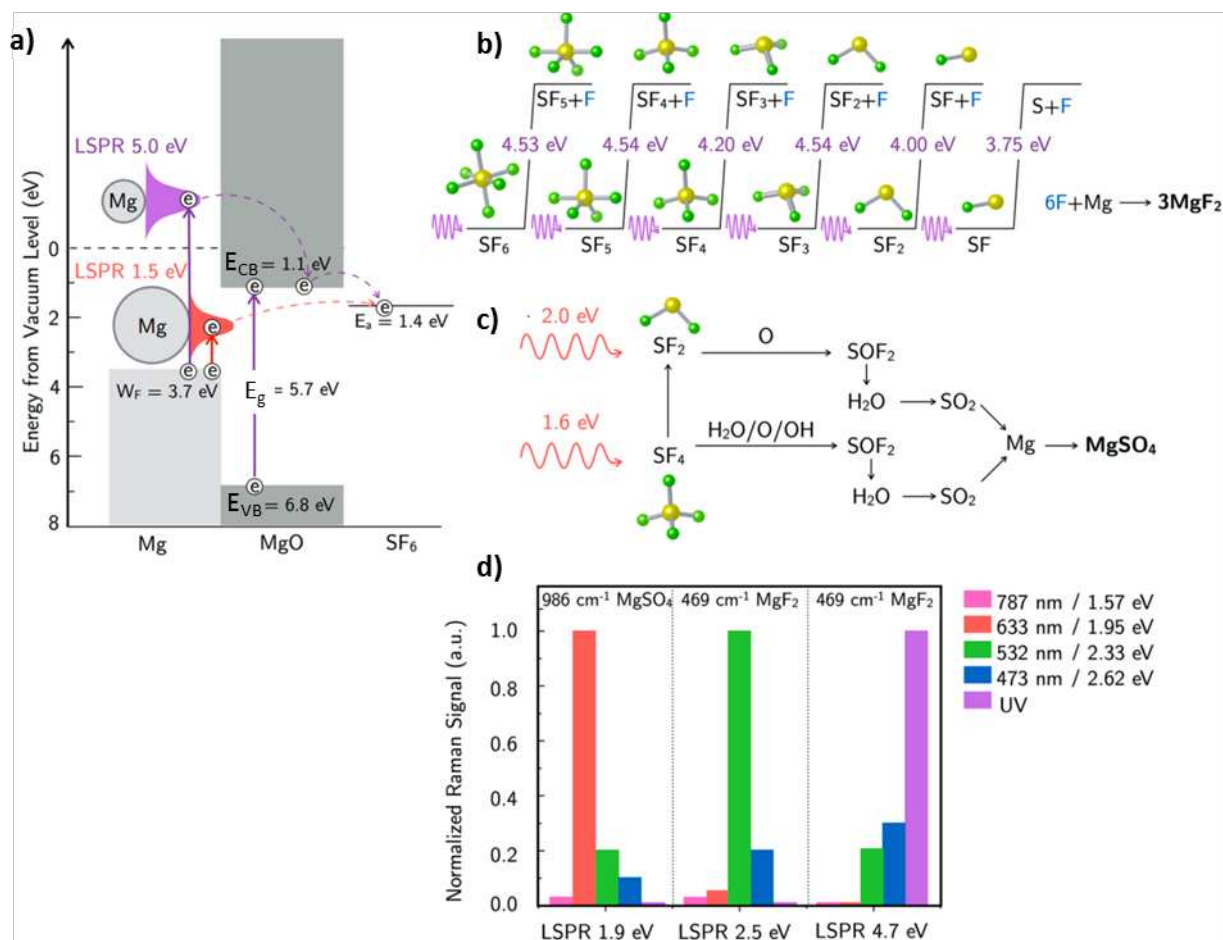 a)
Energy from Vacuum Level (eV)
0
2
4
6
8
LSPR 5.0 eV
Mg
LSPR 1.5 eV
Mg
e
e
e e
W_F = 3.7 eV
E_CB = 1.1 eV
e e
E_g = 5.7 eV
e
E_VB = 6.8 eV
e
E_a = 1.4 eV
Mg MgO SF₆
b)
SF₅+F SF₄+F SF₃+F SF₂+F SF+F S+F
4.53 eV 4.54 eV 4.20 eV 4.54 eV 4.00 eV 3.75 eV
6F+Mg → 3MgF₂
SF₆ SF₅ SF₄ SF₃ SF₂ SF
c)
2.0 eV
SF₂ O SOF₂
H₂O → SO₂
1.6 eV
H₂O/O/OH
SF₄ SOF₂
Mg → MgSO₄
H₂O → SO₂
d)
Normalized Raman Signal (a.u.)
986 cm⁻¹ MgSO₄ 469 cm⁻¹ MgF₂ 469 cm⁻¹ MgF₂
1.0
0.8
0.6
0.4
0.2
0.0
LSPR 1.9 eV LSPR 2.5 eV LSPR 4.7 eV
787 nm / 1.57 eV
633 nm / 1.95 eV
532 nm / 2.33 eV
473 nm / 2.62 eV
UV